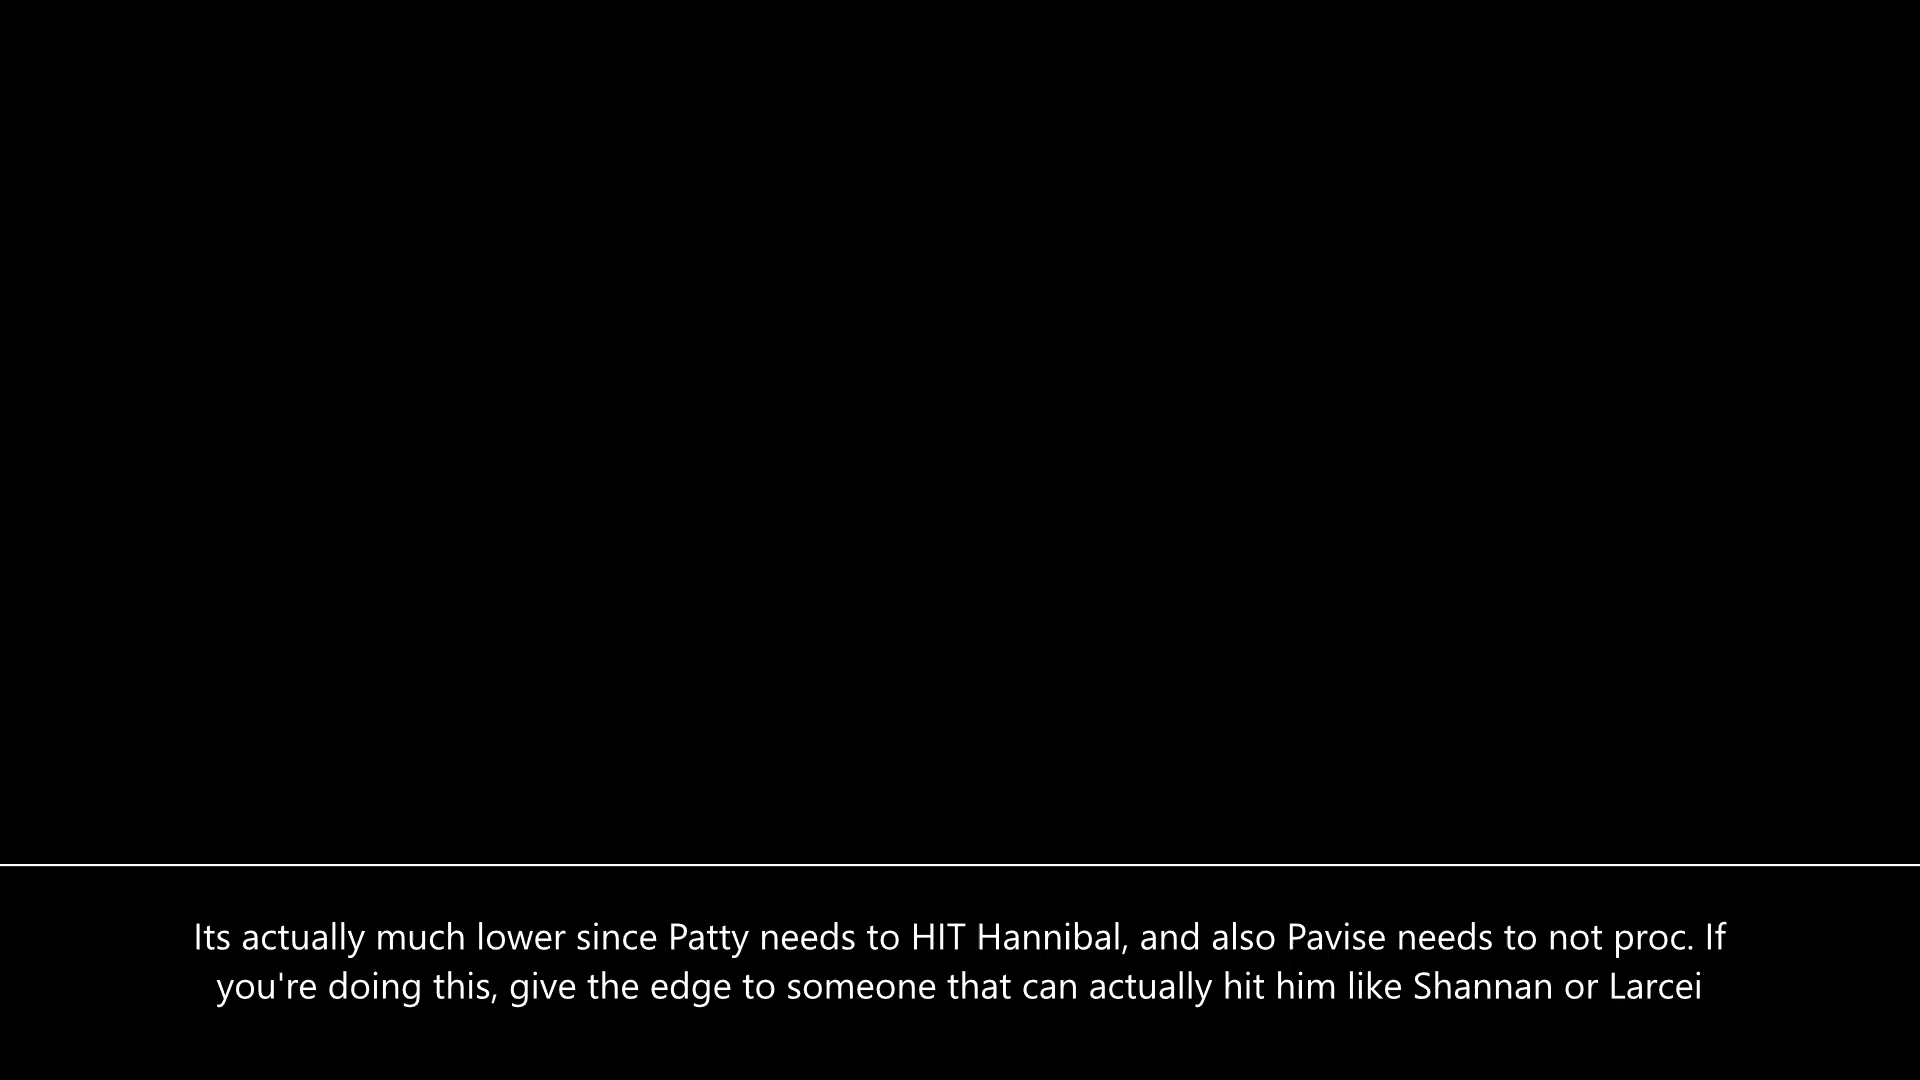 Its actually much lower since Patty needs to HIT Hannibal, and also Pavise needs to not proc. If
you're doing this, give the edge to someone that can actually hit him like Shannan or Larcei